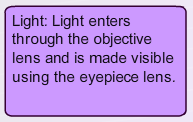 Light: Light enters
through the objective
lens and is made visible
using the eyepiece lens.